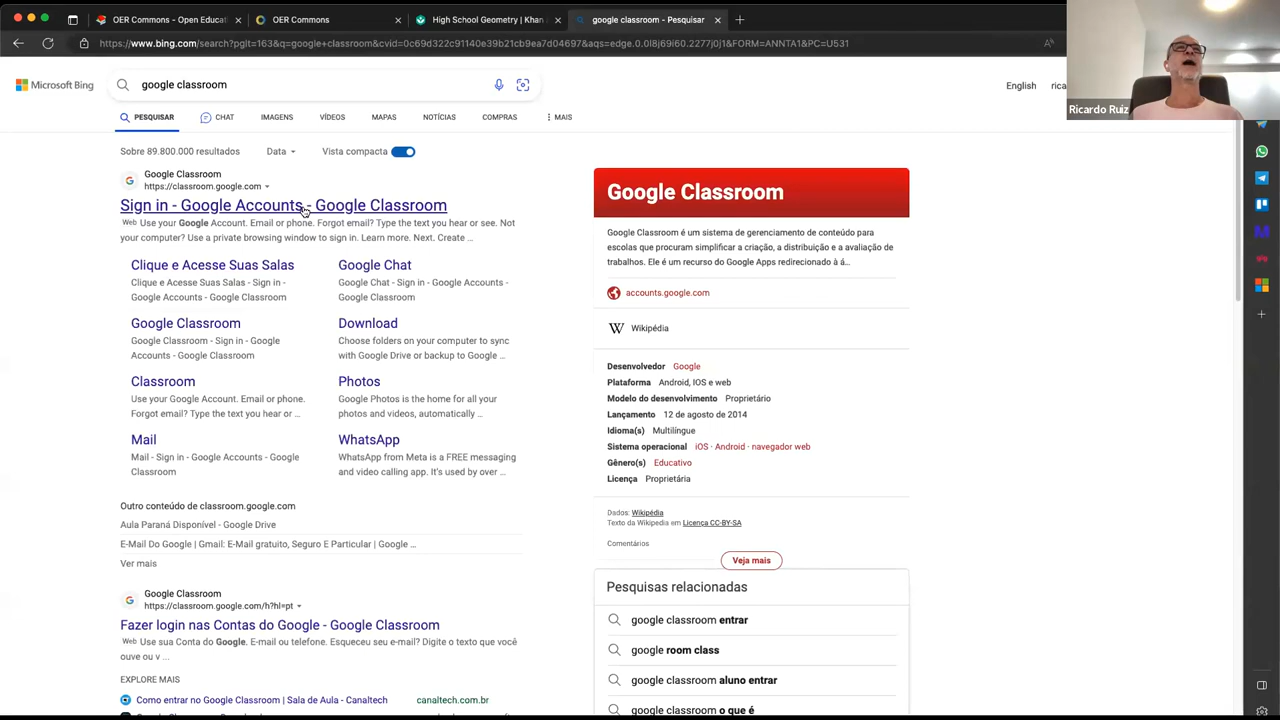 OER Commons - Open Educati
OER Commons
High School Geometry | Khan A
google classroom - Pesquisar
https://www.bing.com/search?pglt=163&q=google+classroom&cvid=0c69d322c91140e39b21cb9ea7d04697&aqs=edge.0.0l8j69i60.2277j0j1&FORM=ANNTA1&PC=U531
Microsoft Bing
google classroom
English
rica
Ricardo Ruiz
PESQUISAR
CHAT
IMAGENS
VÍDEOS
MAPAS
NOTÍCIAS
COMPRAS
MAIS
Sobre 89.800.000 resultados
Data
Vista compacta
Google Classroom
https://classroom.google.com
Sign in - Google Accounts - Google Classroom
Web Use your Google Account. Email or phone. Forgot email? Type the text you hear or see. Not
your computer? Use a private browsing window to sign in. Learn more. Next. Create ...
Clique e Acesse Suas Salas
Clique e Acesse Suas Salas - Sign in -
Google Accounts - Google Classroom
Google Chat
Google Chat - Sign in - Google Accounts -
Google Classroom
Google Classroom
Google Classroom - Sign in - Google
Accounts - Google Classroom
Download
Choose folders on your computer to sync
with Google Drive or backup to Google ...
Classroom
Use your Google Account. Email or phone.
Forgot email? Type the text you hear or ...
Photos
Google Photos is the home for all your
photos and videos, automatically ...
Mail
Mail - Sign in - Google Accounts - Google
Classroom
WhatsApp
WhatsApp from Meta is a FREE messaging
and video calling app. It's used by over ...
Outro conteúdo de classroom.google.com
Aula Paraná Disponível - Google Drive
E-Mail Do Google | Gmail: E-Mail gratuito, Seguro E Particular | Google ...
Ver mais
Google Classroom
https://classroom.google.com/h?hl=pt
Fazer login nas Contas do Google - Google Classroom
Web Use sua Conta do Google. E-mail ou telefone. Esqueceu seu e-mail? Digite o texto que você
ouve ou v ...
EXPLORE MAIS
Como entrar no Google Classroom | Sala de Aula - Canaltech
canaltech.com.br
Google Classroom
Google Classroom é um sistema de gerenciamento de conteúdo para
escolas que procuram simplificar a criação, a distribuição e a avaliação de
trabalhos. Ele é um recurso do Google Apps redirecionado à á...
accounts.google.com
Wikipédia
Desenvolvedor Google
Plataforma Android, IOS e web
Modelo do desenvolvimento Proprietário
Lançamento 12 de agosto de 2014
Idioma(s) Multilíngue
Sistema operacional iOS · Android · navegador web
Gênero(s) Educativo
Licença Proprietária
Dados: Wikipédia
Texto da Wikipedia em Licença CC-BY-SA
Comentários
Veja mais
Pesquisas relacionadas
google classroom entrar
google room class
google classroom aluno entrar
google classroom o que é